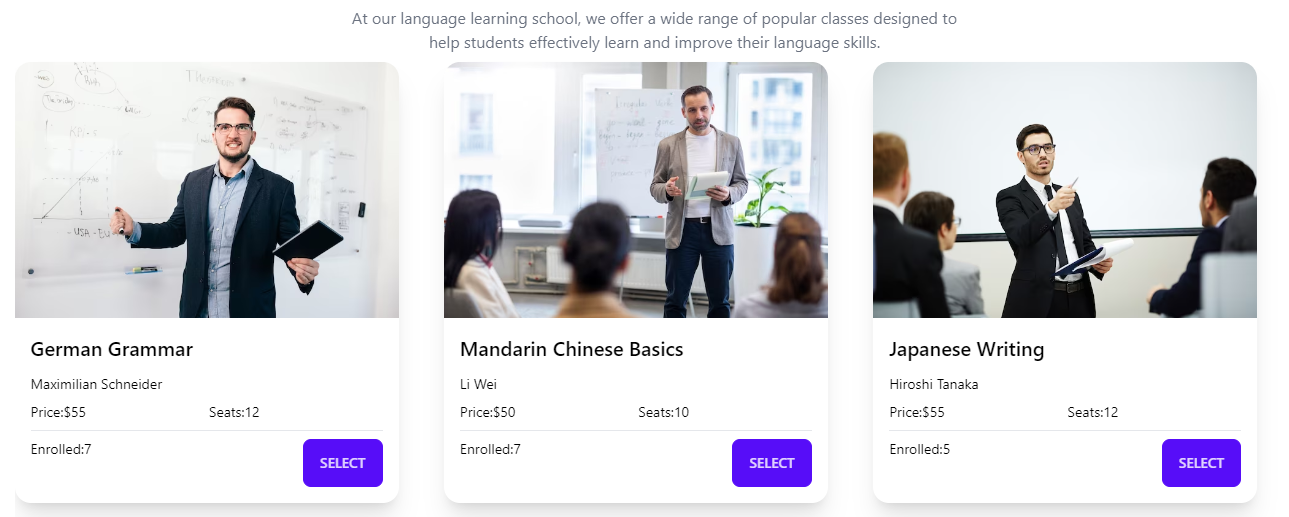 At our language learning school, we offer a wide range of popular classes designed to
help students effectively learn and improve their language skills.
KPI-s
- USA - EU
German Grammar
Maximilian Schneider
Price:$55 Seats:12
Enrolled:7
SELECT
Mandarin Chinese Basics
Li Wei
Price:$50 Seats:10
Enrolled:7
SELECT
Japanese Writing
Hiroshi Tanaka
Price:$55 Seats:12
Enrolled:5
SELECT